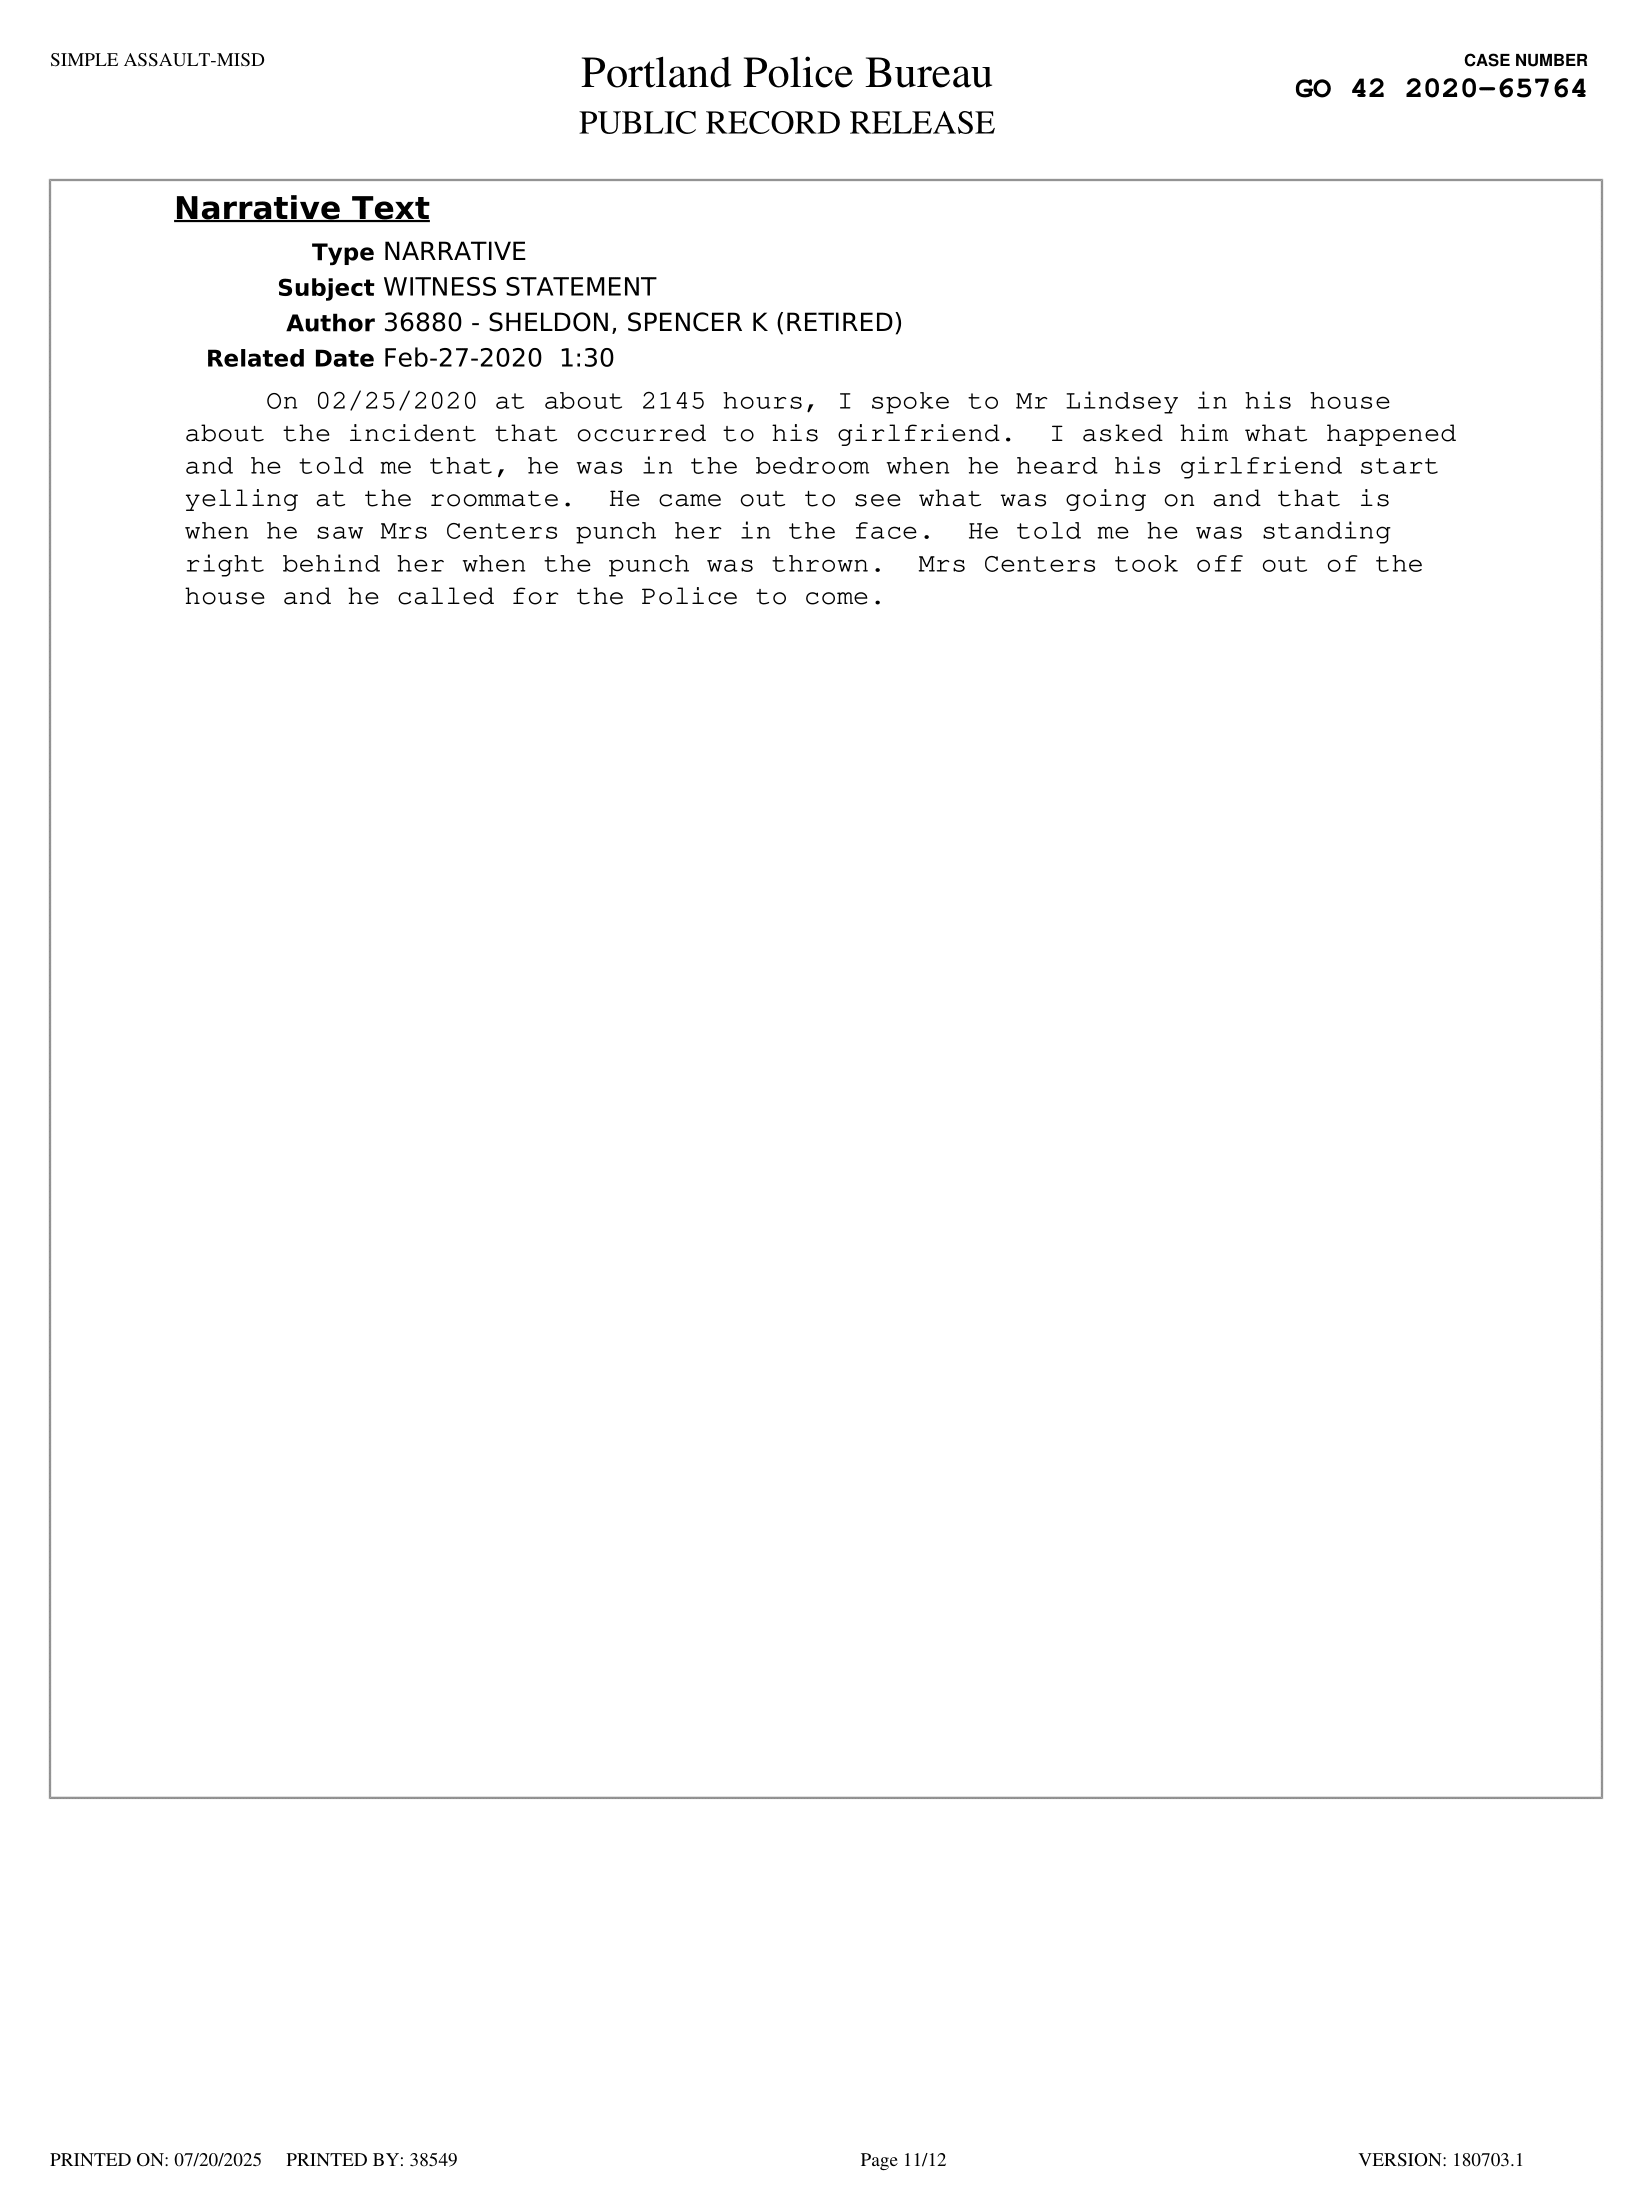 SIMPLE ASSAULT-MISD
Portland Police Bureau
PUBLIC RECORD RELEASE
CASE NUMBER
GO 42 2020-65764
Narrative Text
Type NARRATIVE
Subject WITNESS STATEMENT
Author 36880 - SHELDON, SPENCER K (RETIRED)
Related Date Feb-27-2020 1:30
On 02/25/2020 at about 2145 hours, I spoke to Mr Lindsey in his house
about the incident that occurred to his girlfriend. I asked him what happened
and he told me that, he was in the bedroom when he heard his girlfriend start
yelling at the roommate. He came out to see what was going on and that is
when he saw Mrs Centers punch her in the face. He told me he was standing
right behind her when the punch was thrown. Mrs Centers took off out of the
house and he called for the Police to come.
PRINTED ON: 07/20/2025 PRINTED BY: 38549
Page 11/12
VERSION: 180703.1